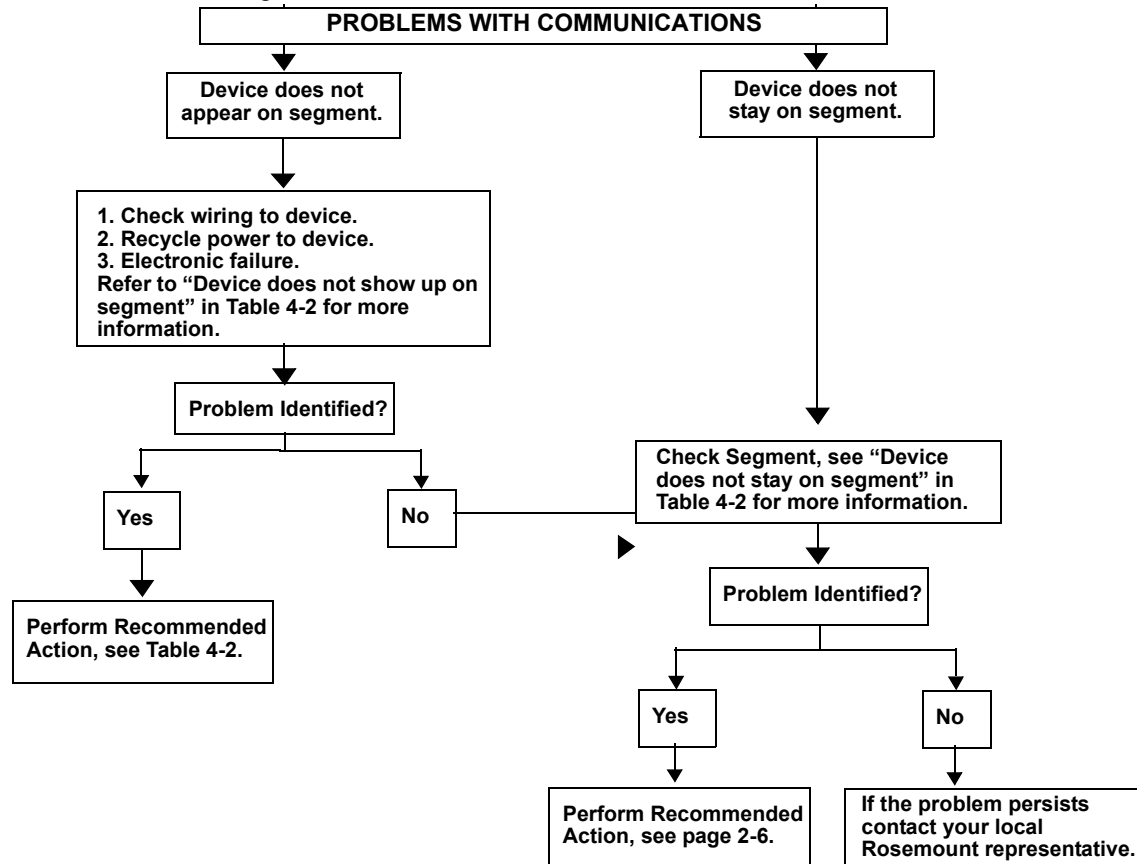 PROBLEMS WITH COMMUNICATIONS
Device does not
appear on segment.
Device does not
stay on segment.
1. Check wiring to device.
2. Recycle power to device.
3. Electronic failure.
Refer to “Device does not show up on
segment” in Table 4-2 for more
information.
Problem Identified?
Yes
No
Perform Recommended
Action, see Table 4-2.
Check Segment, see “Device
does not stay on segment” in
Table 4-2 for more information.
Problem Identified?
Yes
No
Perform Recommended
Action, see page 2-6.
If the problem persists
contact your local
Rosemount representative.